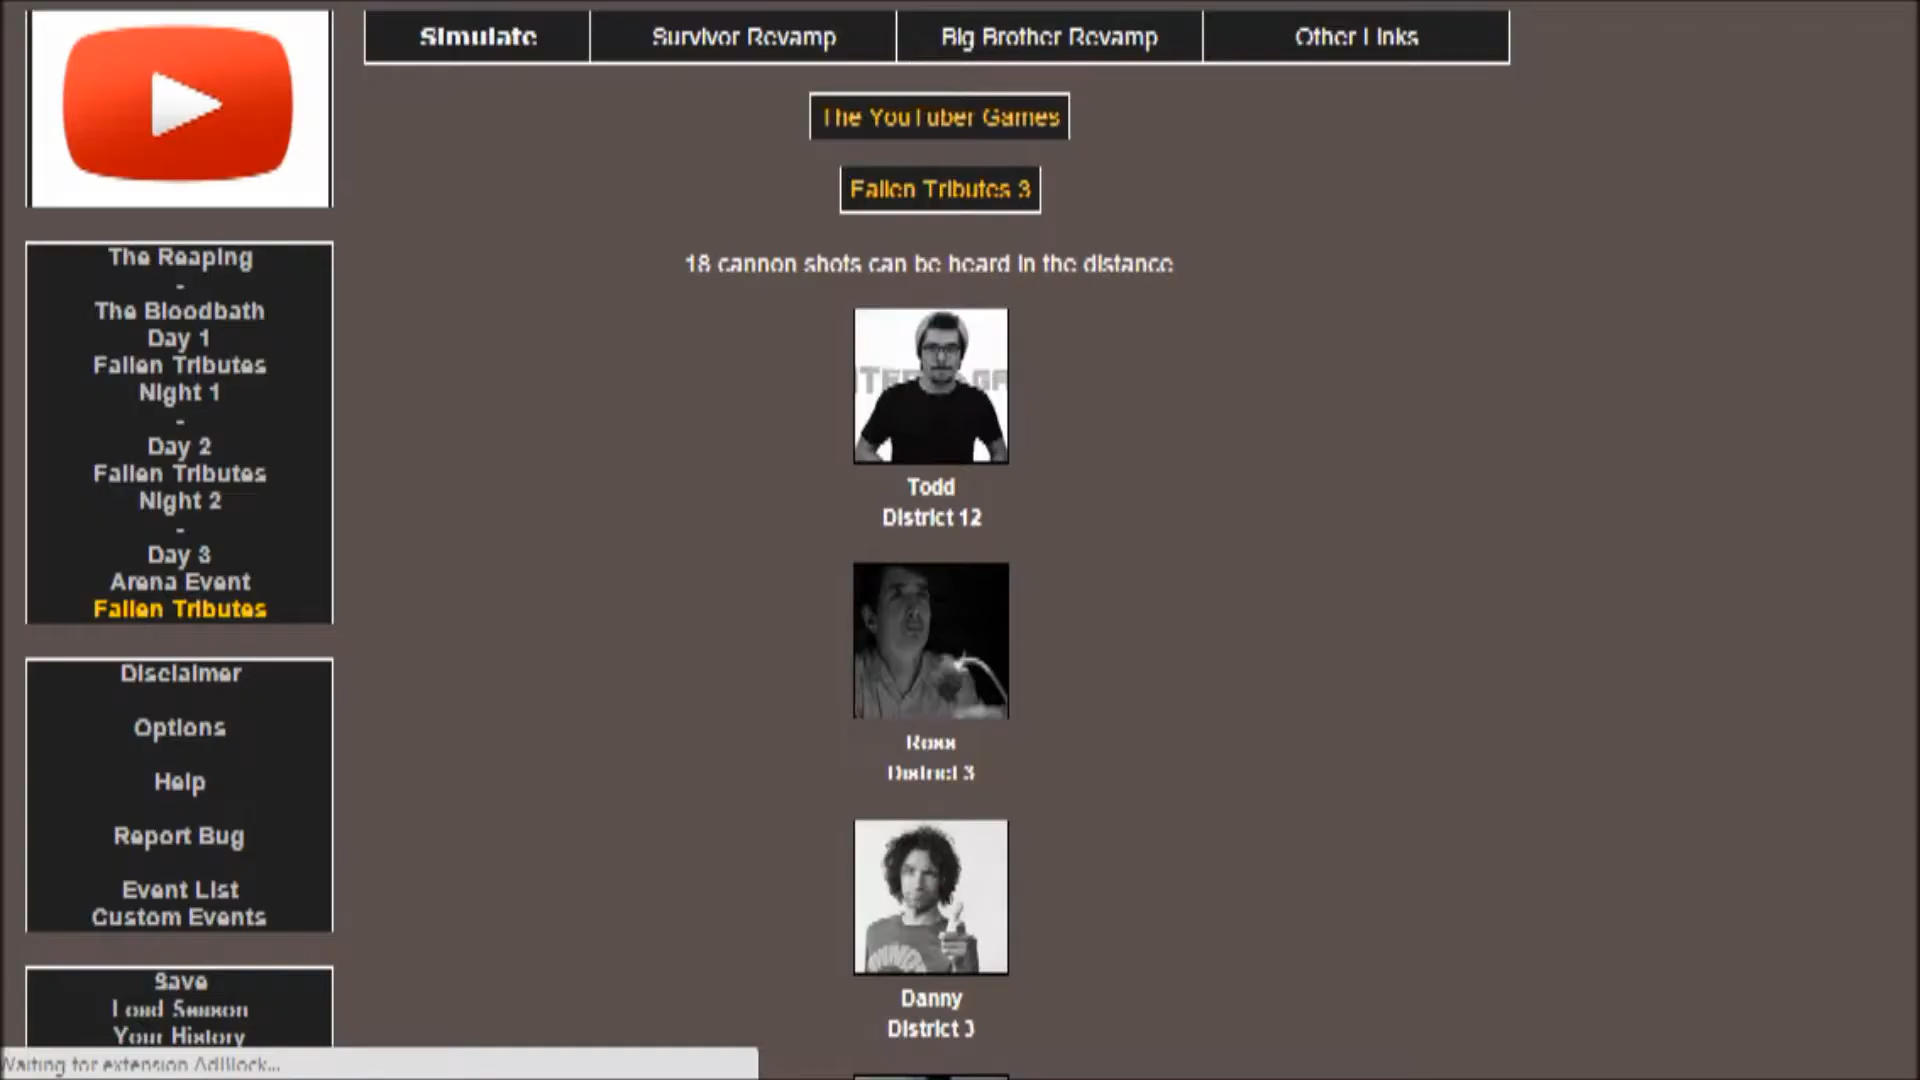 Simulate
Survivor Revamp
Big Brother Revamp
Other Links
The YouTuber Games
Fallen Tributes 3
18 cannon shots can be heard in the distance
Todd
District 12
Ross
District 3
Danny
District 3
The Reaping
-
The Bloodbath
Day 1
Fallen Tributes
Night 1
-
Day 2
Fallen Tributes
Night 2
-
Day 3
Arena Event
Fallen Tributes
Disclaimer
Options
Help
Report Bug
Event List
Custom Events
Save
Load Season
Your History
Waiting for extension AdBlock...